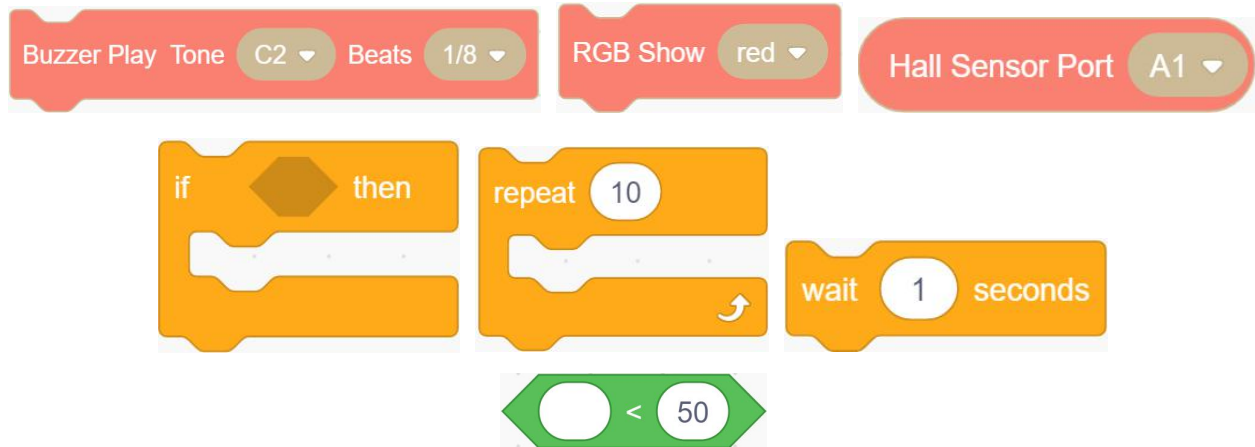 Buzzer Play Tone C2 Beats 1/8
RGB Show red
Hall Sensor Port A1
if then
repeat 10
wait 1 seconds
< 50